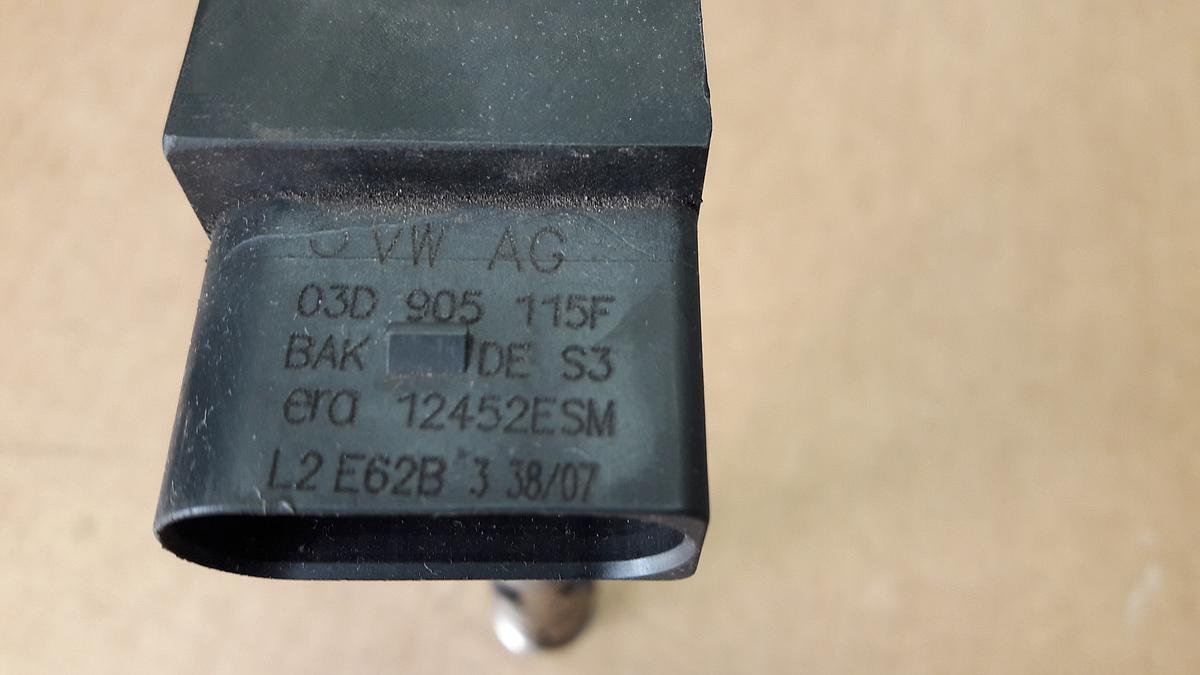 VW AG
03D 905 115F
BAK DE S3
era 12452ESM
L2 E62B 3 38/07